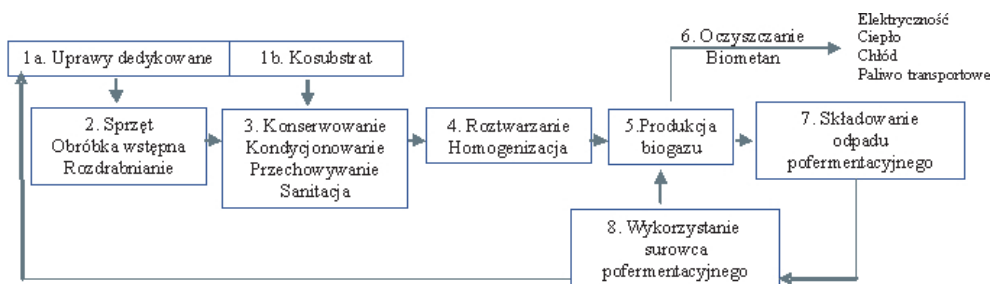 1a. Uprawy dedykowane
1b. Kosubstrat
2. Sprzęt
Obróbka wstępna
Rozdrabnianie
3. Konserwowanie
Kondycjonowanie
Przechowywanie
Sanitacja
4. Roztwarzanie
Homogenizacja
5.Produkcja
biogazu
6. Oczyszczanie
Biometan
Elektryczność
Ciepło
Chłód
Paliwo transportowe
7. Składowanie
odpadu
pofermentacyjnego
8. Wykorzystanie
surowca
pofermentacyjnego